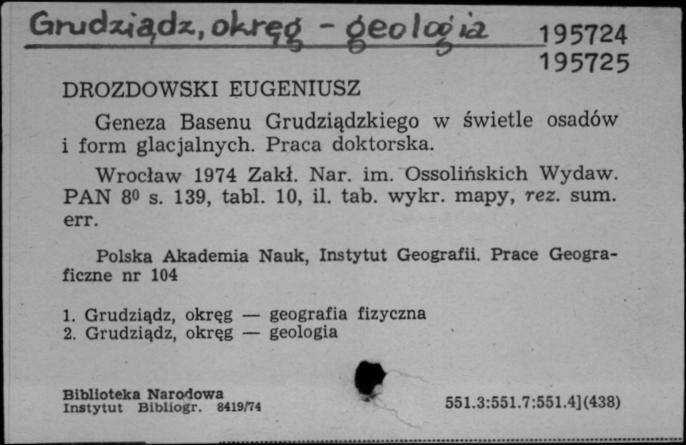 Grudziądz, okręg - geologia
195724
195725
DROZDOWSKI EUGENIUSZ
Geneza Basenu Grudziądzkiego w świetle osadów
i form glacjalnych. Praca doktorska.
Wrocław 1974 Zakł. Nar. im. Ossolińskich Wydaw.
PAN 8⁰ s. 139, tabl. 10, il. tab. wykr. mapy, rez. sum.
err.
Polska Akademia Nauk, Instytut Geografii. Prace Geogra-
ficzne nr 104
1. Grudziądz, okręg — geografia fizyczna
2. Grudziądz, okręg — geologia
Biblioteka Narodowa
Instytut Bibliogr. 8419/74
551.3:551.7:551.4](438)